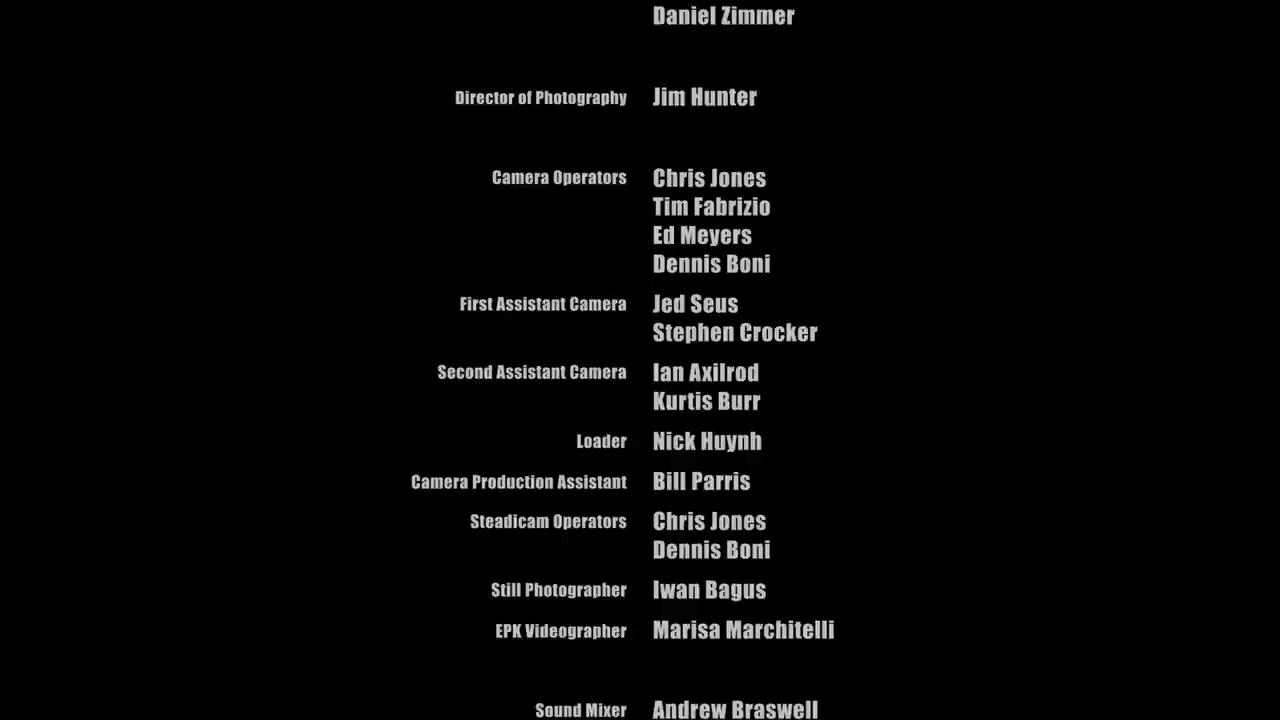 Daniel Zimmer
Director of Photography Jim Hunter
Camera Operators Chris Jones
Tim Fabrizio
Ed Meyers
Dennis Boni
First Assistant Camera Jed Seus
Stephen Crocker
Second Assistant Camera Ian Axilrod
Kurtis Burr
Loader Nick Huynh
Camera Production Assistant Bill Parris
Steadicam Operators Chris Jones
Dennis Boni
Still Photographer Iwan Bagus
EPK Videographer Marisa Marchitelli
Sound Mixer Andrew Braswell